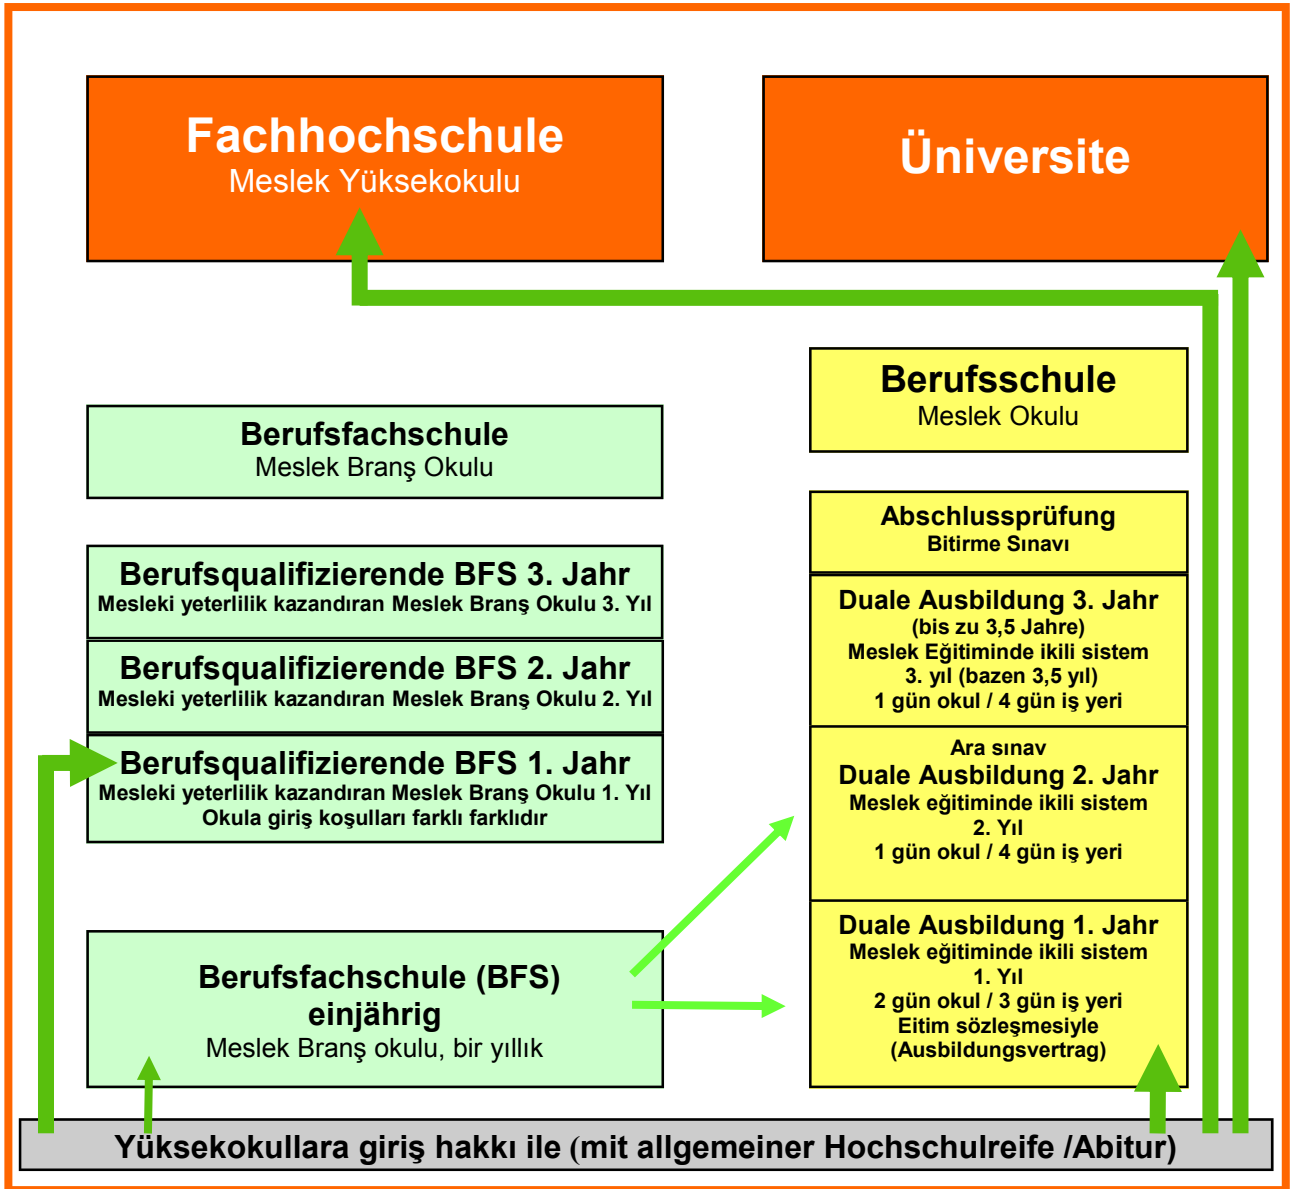 Fachhochschule
Meslek Yüksekokulu
Üniversite
Berufsfachschule
Meslek Branş Okulu
Berufsqualifizierende BFS 3. Jahr
Mesleki yeterlilik kazandıran Meslek Branş Okulu 3. Yıl
Berufsqualifizierende BFS 2. Jahr
Mesleki yeterlilik kazandıran Meslek Branş Okulu 2. Yıl
Berufsqualifizierende BFS 1. Jahr
Mesleki yeterlilik kazandıran Meslek Branş Okulu 1. Yıl
Okula giriş koşulları farklı farklıdır
Berufsfachschule (BFS)
einjährig
Meslek Branş okulu, bir yıllık
Berufsschule
Meslek Okulu
Abschlussprüfung
Bitirme Sınavı
Duale Ausbildung 3. Jahr
(bis zu 3,5 Jahre)
Meslek Eğitiminde ikili sistem
3. yıl (bazen 3,5 yıl)
1 gün okul / 4 gün iş yeri
Ara sınav
Duale Ausbildung 2. Jahr
Meslek eğitiminde ikili sistem
2. Yıl
1 gün okul / 4 gün iş yeri
Duale Ausbildung 1. Jahr
Meslek eğitiminde ikili sistem
1. Yıl
2 gün okul / 3 gün iş yeri
Eitim sözleşmesiyle
(Ausbildungsvertrag)
Yüksekokullara giriş hakkı ile (mit allgemeiner Hochschulreife /Abitur)